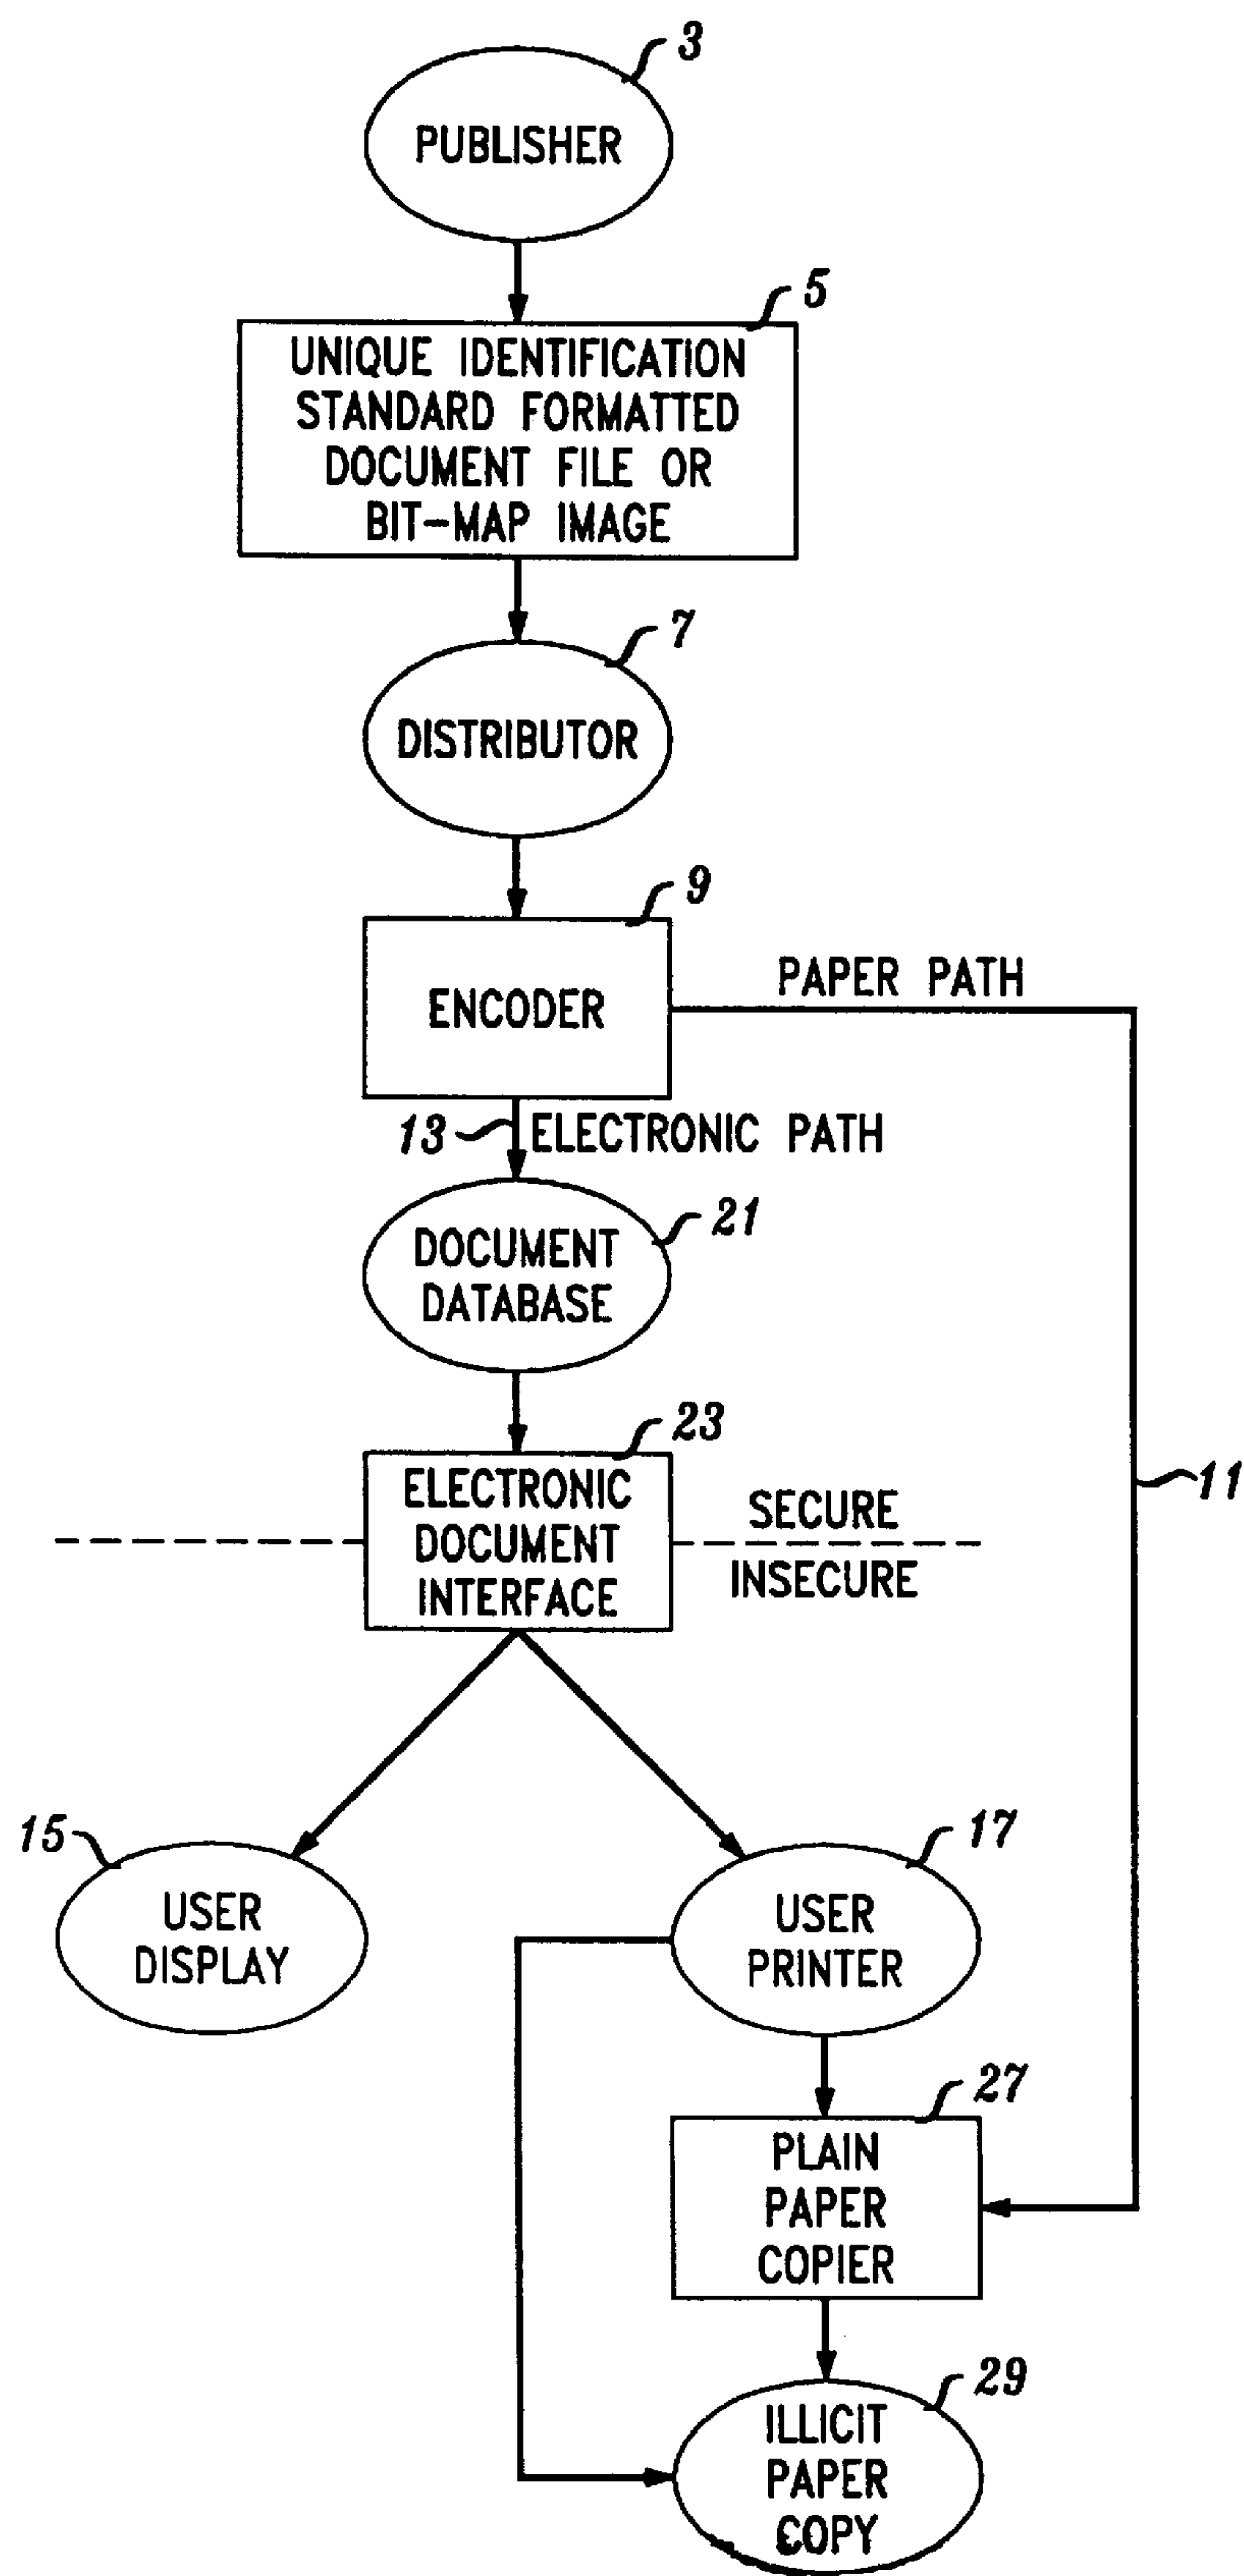 3
PUBLISHER
5
UNIQUE IDENTIFICATION
STANDARD FORMATTED
DOCUMENT FILE OR
BIT-MAP IMAGE
7
DISTRIBUTOR
9
ENCODER
PAPER PATH
13
ELECTRONIC PATH
21
DOCUMENT
DATABASE
23
ELECTRONIC
DOCUMENT
INTERFACE
SECURE
INSECURE
11
15
USER
DISPLAY
17
USER
PRINTER
27
PLAIN
PAPER
COPIER
29
ILLICIT
PAPER
COPY